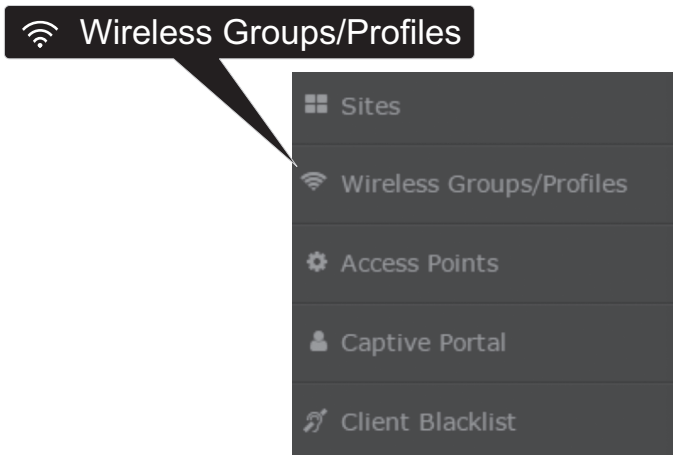 Wireless Groups/Profiles
Sites
Wireless Groups/Profiles
Access Points
Captive Portal
Client Blacklist